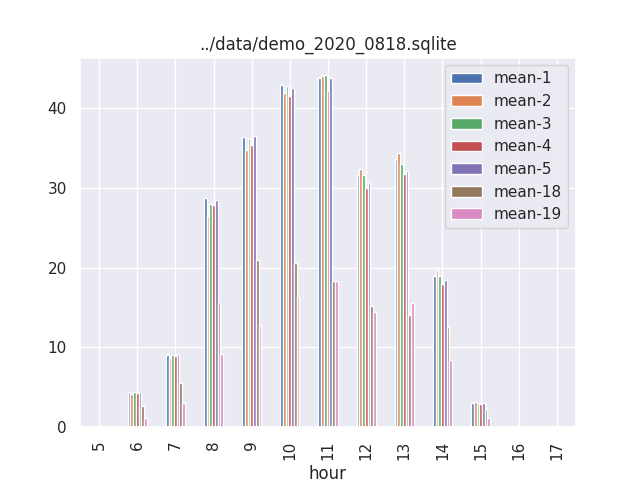 ../data/demo_2020_0818.sqlite
mean-1
mean-2
mean-3
mean-4
mean-5
mean-18
mean-19
40
30
20
10
0
5 6 7 8 9 10 11 12 13 14 15 16 17
hour